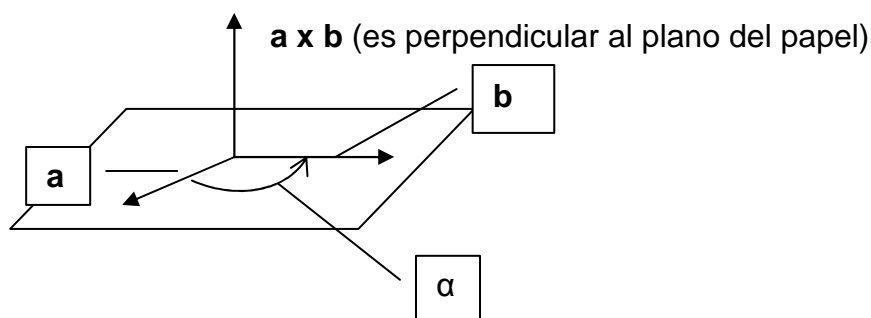 a x b (es perpendicular al plano del papel)
b
a
α